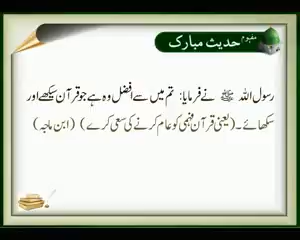 مفہوم حدیث مبارک
رسول اللہ ﷺ نے فرمایا: تم میں سے افضل وہ ہے جو قرآن سیکھے اور
سکھائے۔ (یعنی قرآن فہمی کو عام کرنے کی سعی کرے) (ابن ماجہ)